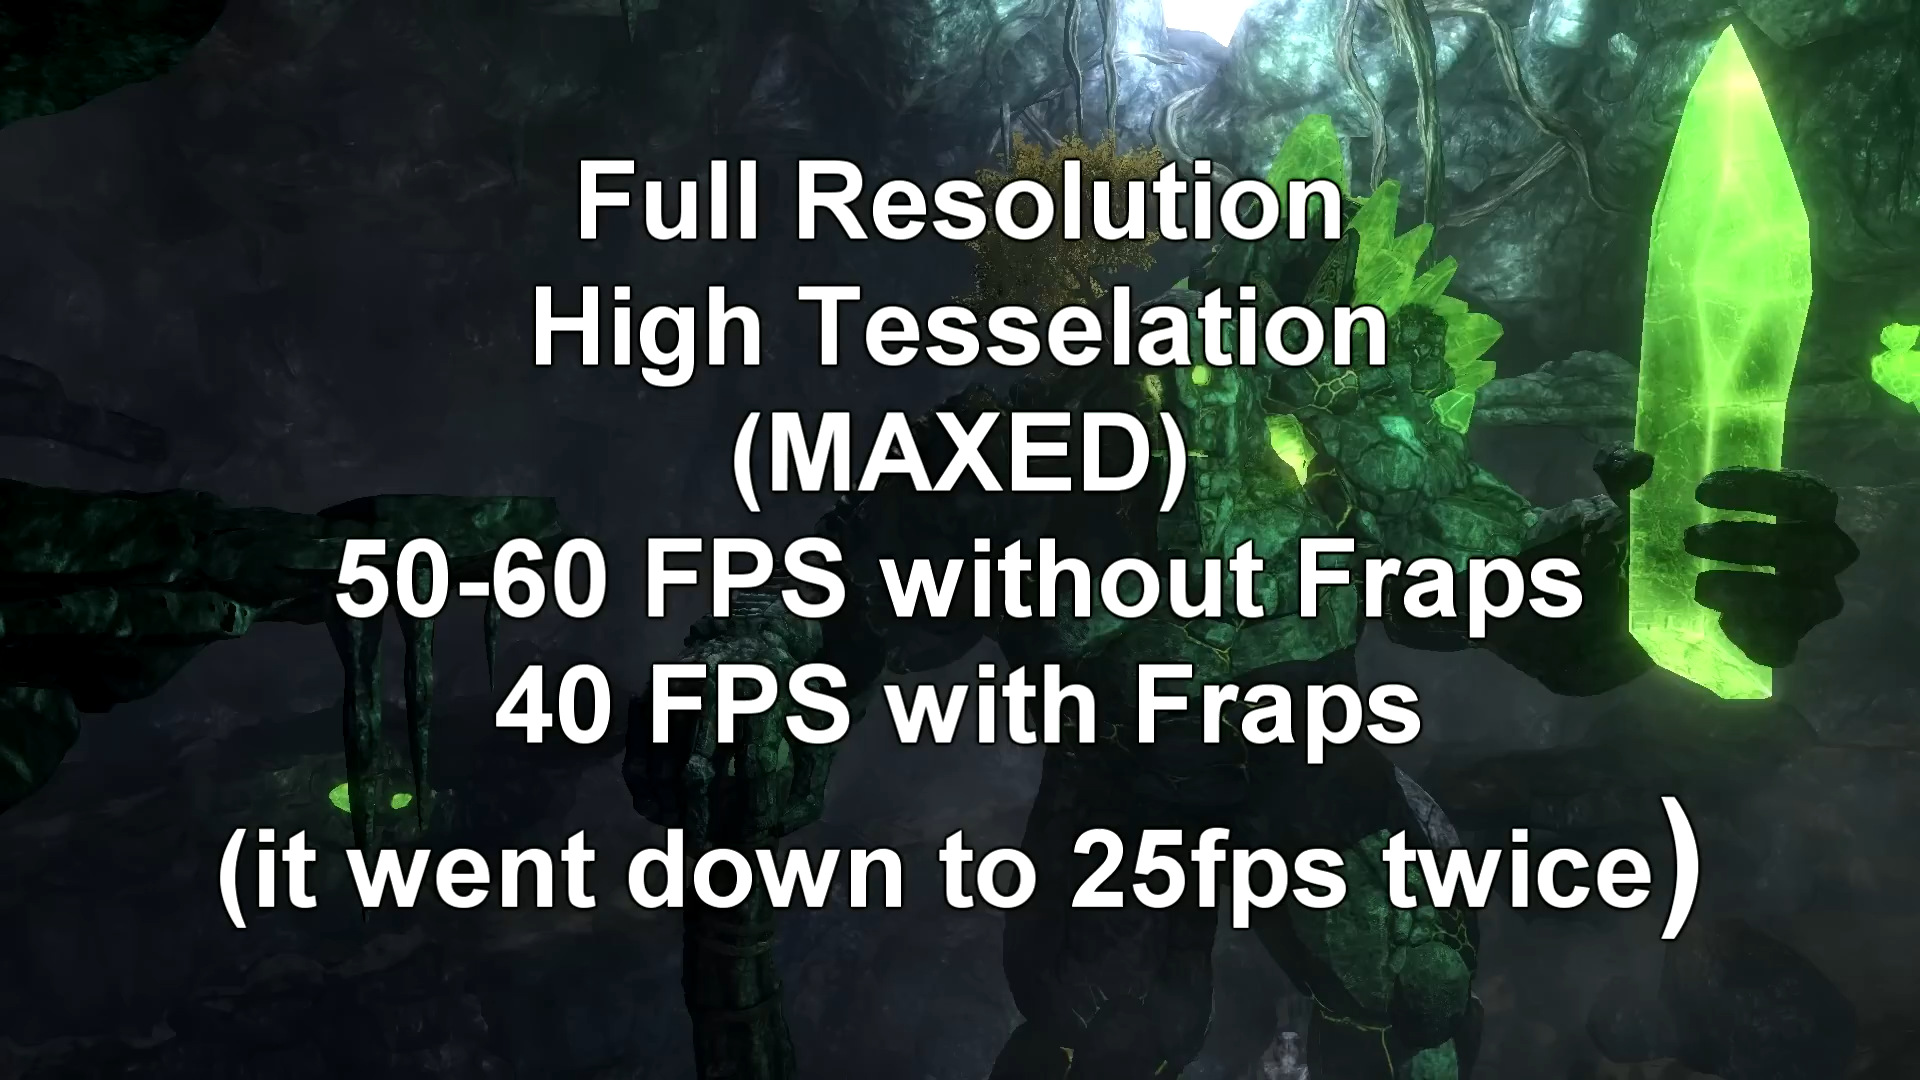 Full Resolution
High Tesselation
(MAXED)
50-60 FPS without Fraps
40 FPS with Fraps
(it went down to 25fps twice)